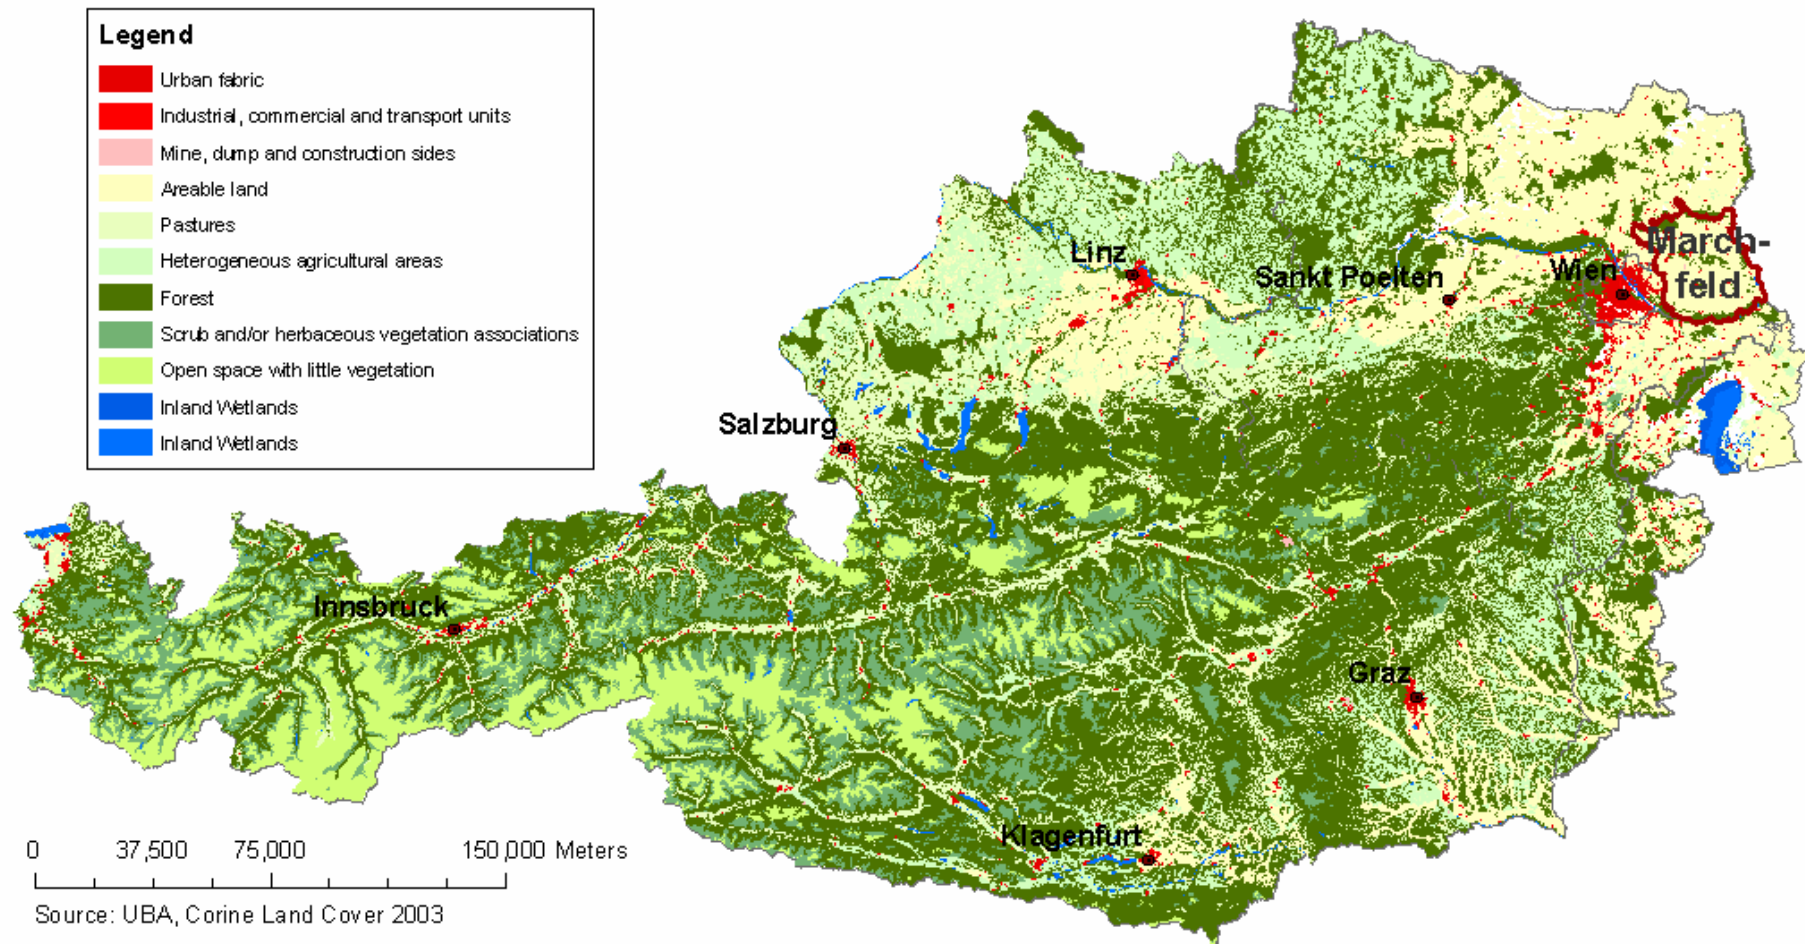 Legend
Urban fabric
Industrial, commercial and transport units
Mine, dump and construction sides
Areable land
Pastures
Heterogeneous agricultural areas
Forest
Scrub and/or herbaceous vegetation associations
Open space with little vegetation
Inland Wetlands
Inland Wetlands
Linz
Sankt Poelten
Wien
March-
feld
Salzburg
Innsbruck
Graz
Klagenfurt
0 37,500 75,000 150,000 Meters
Source: UBA, Corine Land Cover 2003